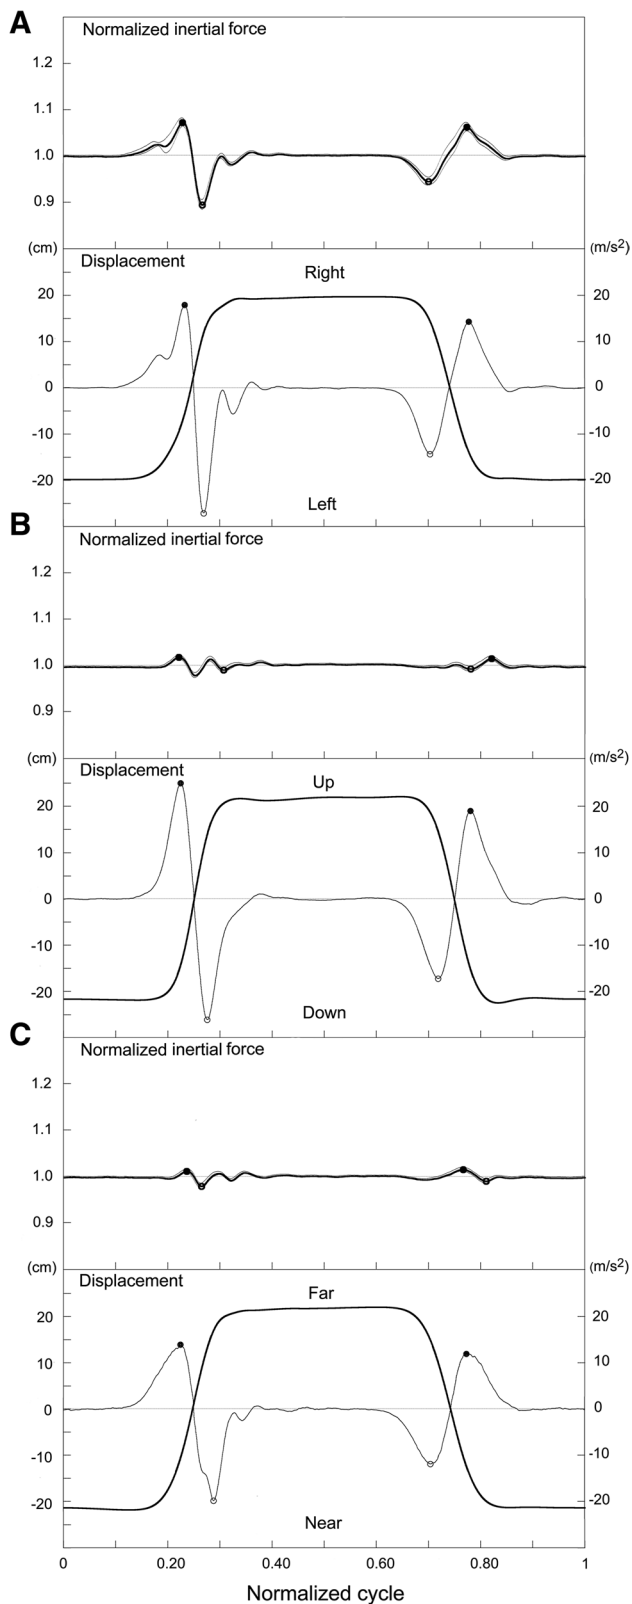 A
Normalized inertial force
1.2
1.1
1.0
0.9
(cm) (m/s2)
Displacement
Right
20 20
10 10
0 0
-10 -10
-20 -20
Left
B
Normalized inertial force
1.2
1.1
1.0
0.9
(cm) (m/s2)
Displacement
Up
20 20
10 10
0 0
-10 -10
-20 -20
Down
C
Normalized inertial force
1.2
1.1
1.0
0.9
(cm) (m/s2)
Displacement
Far
20 20
10 10
0 0
-10 -10
-20 -20
Near
0 0.20 0.40 0.60 0.80 1
Normalized cycle